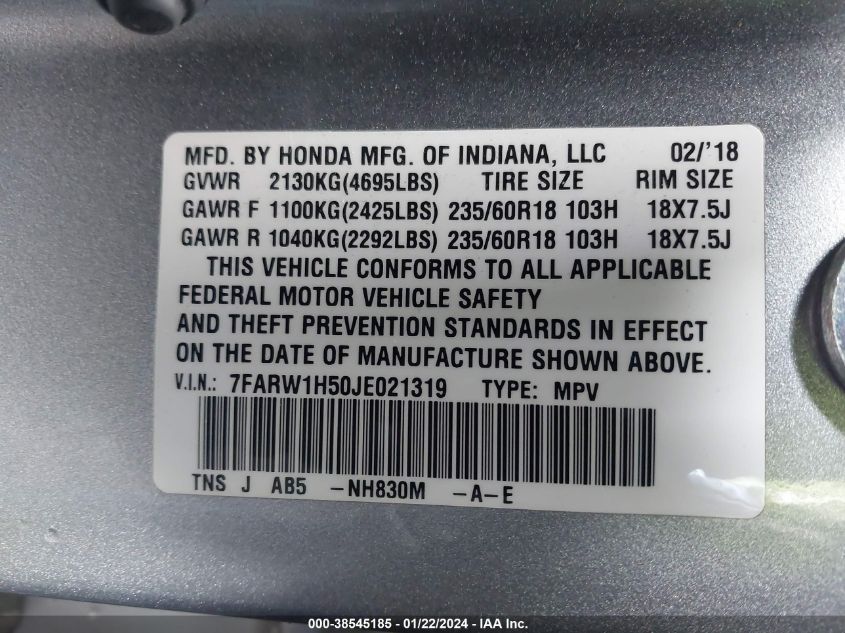 MFD. BY HONDA MFG. OF INDIANA, LLC 02/'18
GVWR 2130KG(4695LBS) TIRE SIZE RIM SIZE
GAWR F 1100KG(2425LBS) 235/60R18 103H 18X7.5J
GAWR R 1040KG(2292LBS) 235/60R18 103H 18X7.5J
THIS VEHICLE CONFORMS TO ALL APPLICABLE
FEDERAL MOTOR VEHICLE SAFETY
AND THEFT PREVENTION STANDARDS IN EFFECT
ON THE DATE OF MANUFACTURE SHOWN ABOVE.
V.I.N.: 7FARW1H50JE021319 TYPE: MPV
TNS J AB5 -NH830M -A-E
000-38545185 - 01/22/2024 - IAA Inc.